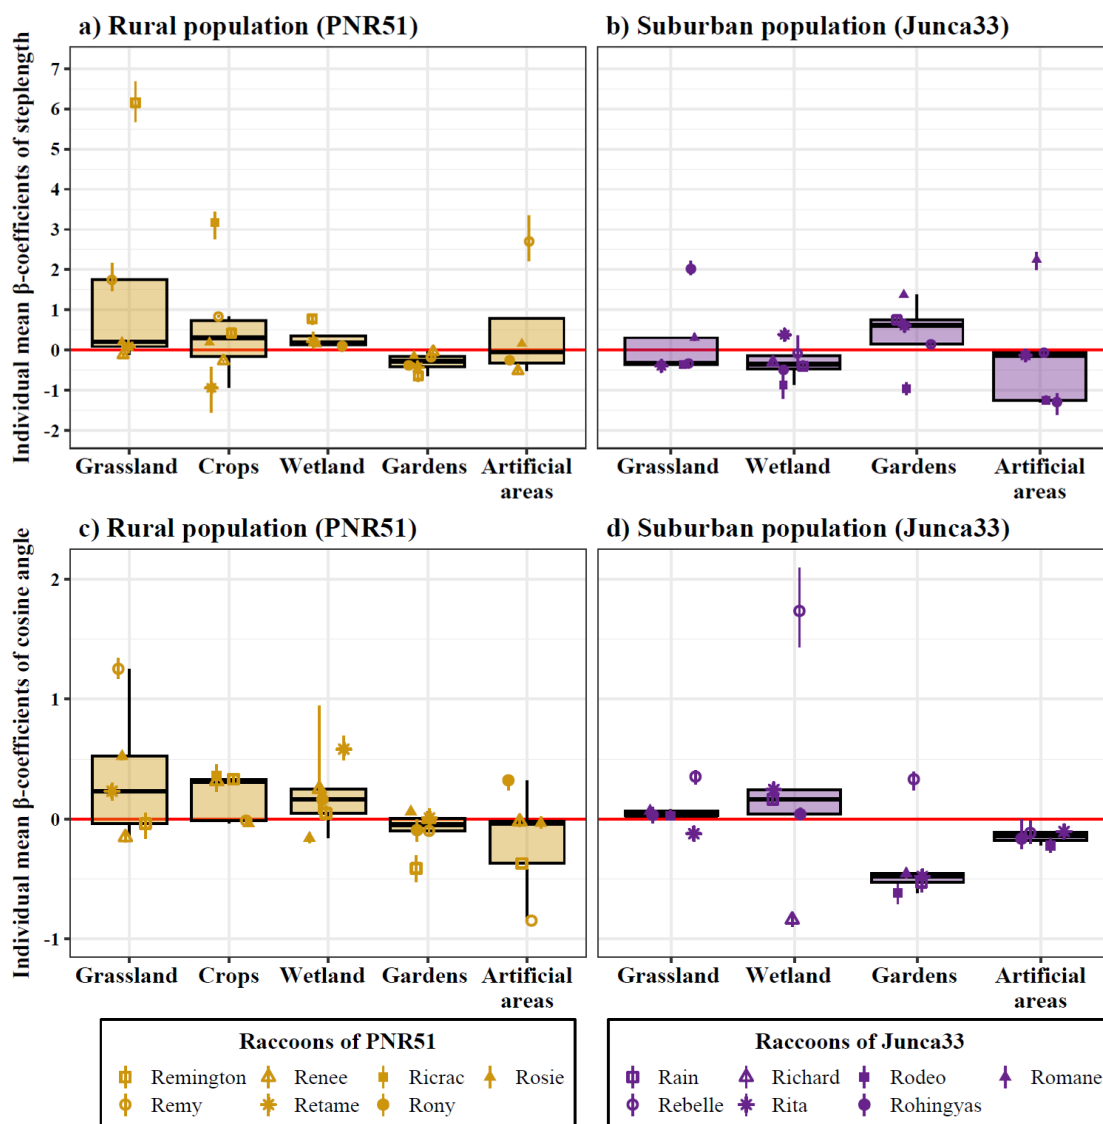 a) Rural population (PNR51)
b) Suburban population (Junca33)
Individual mean β-coefficients of steplength
7
6
5
4
3
2
1
0
-1
-2
Grassland Crops Wetland Gardens Artificial areas
Grassland Wetland Gardens Artificial areas
c) Rural population (PNR51)
d) Suburban population (Junca33)
Individual mean β-coefficients of cosine angle
2
1
0
-1
Grassland Crops Wetland Gardens Artificial areas
Grassland Wetland Gardens Artificial areas
Raccoons of PNR51
Remington Renee Ricrac Rosie
Remy Retame Rony
Raccoons of Junca33
Rain Richard Rodeo Romane
Rebelle Rita Rohingyas